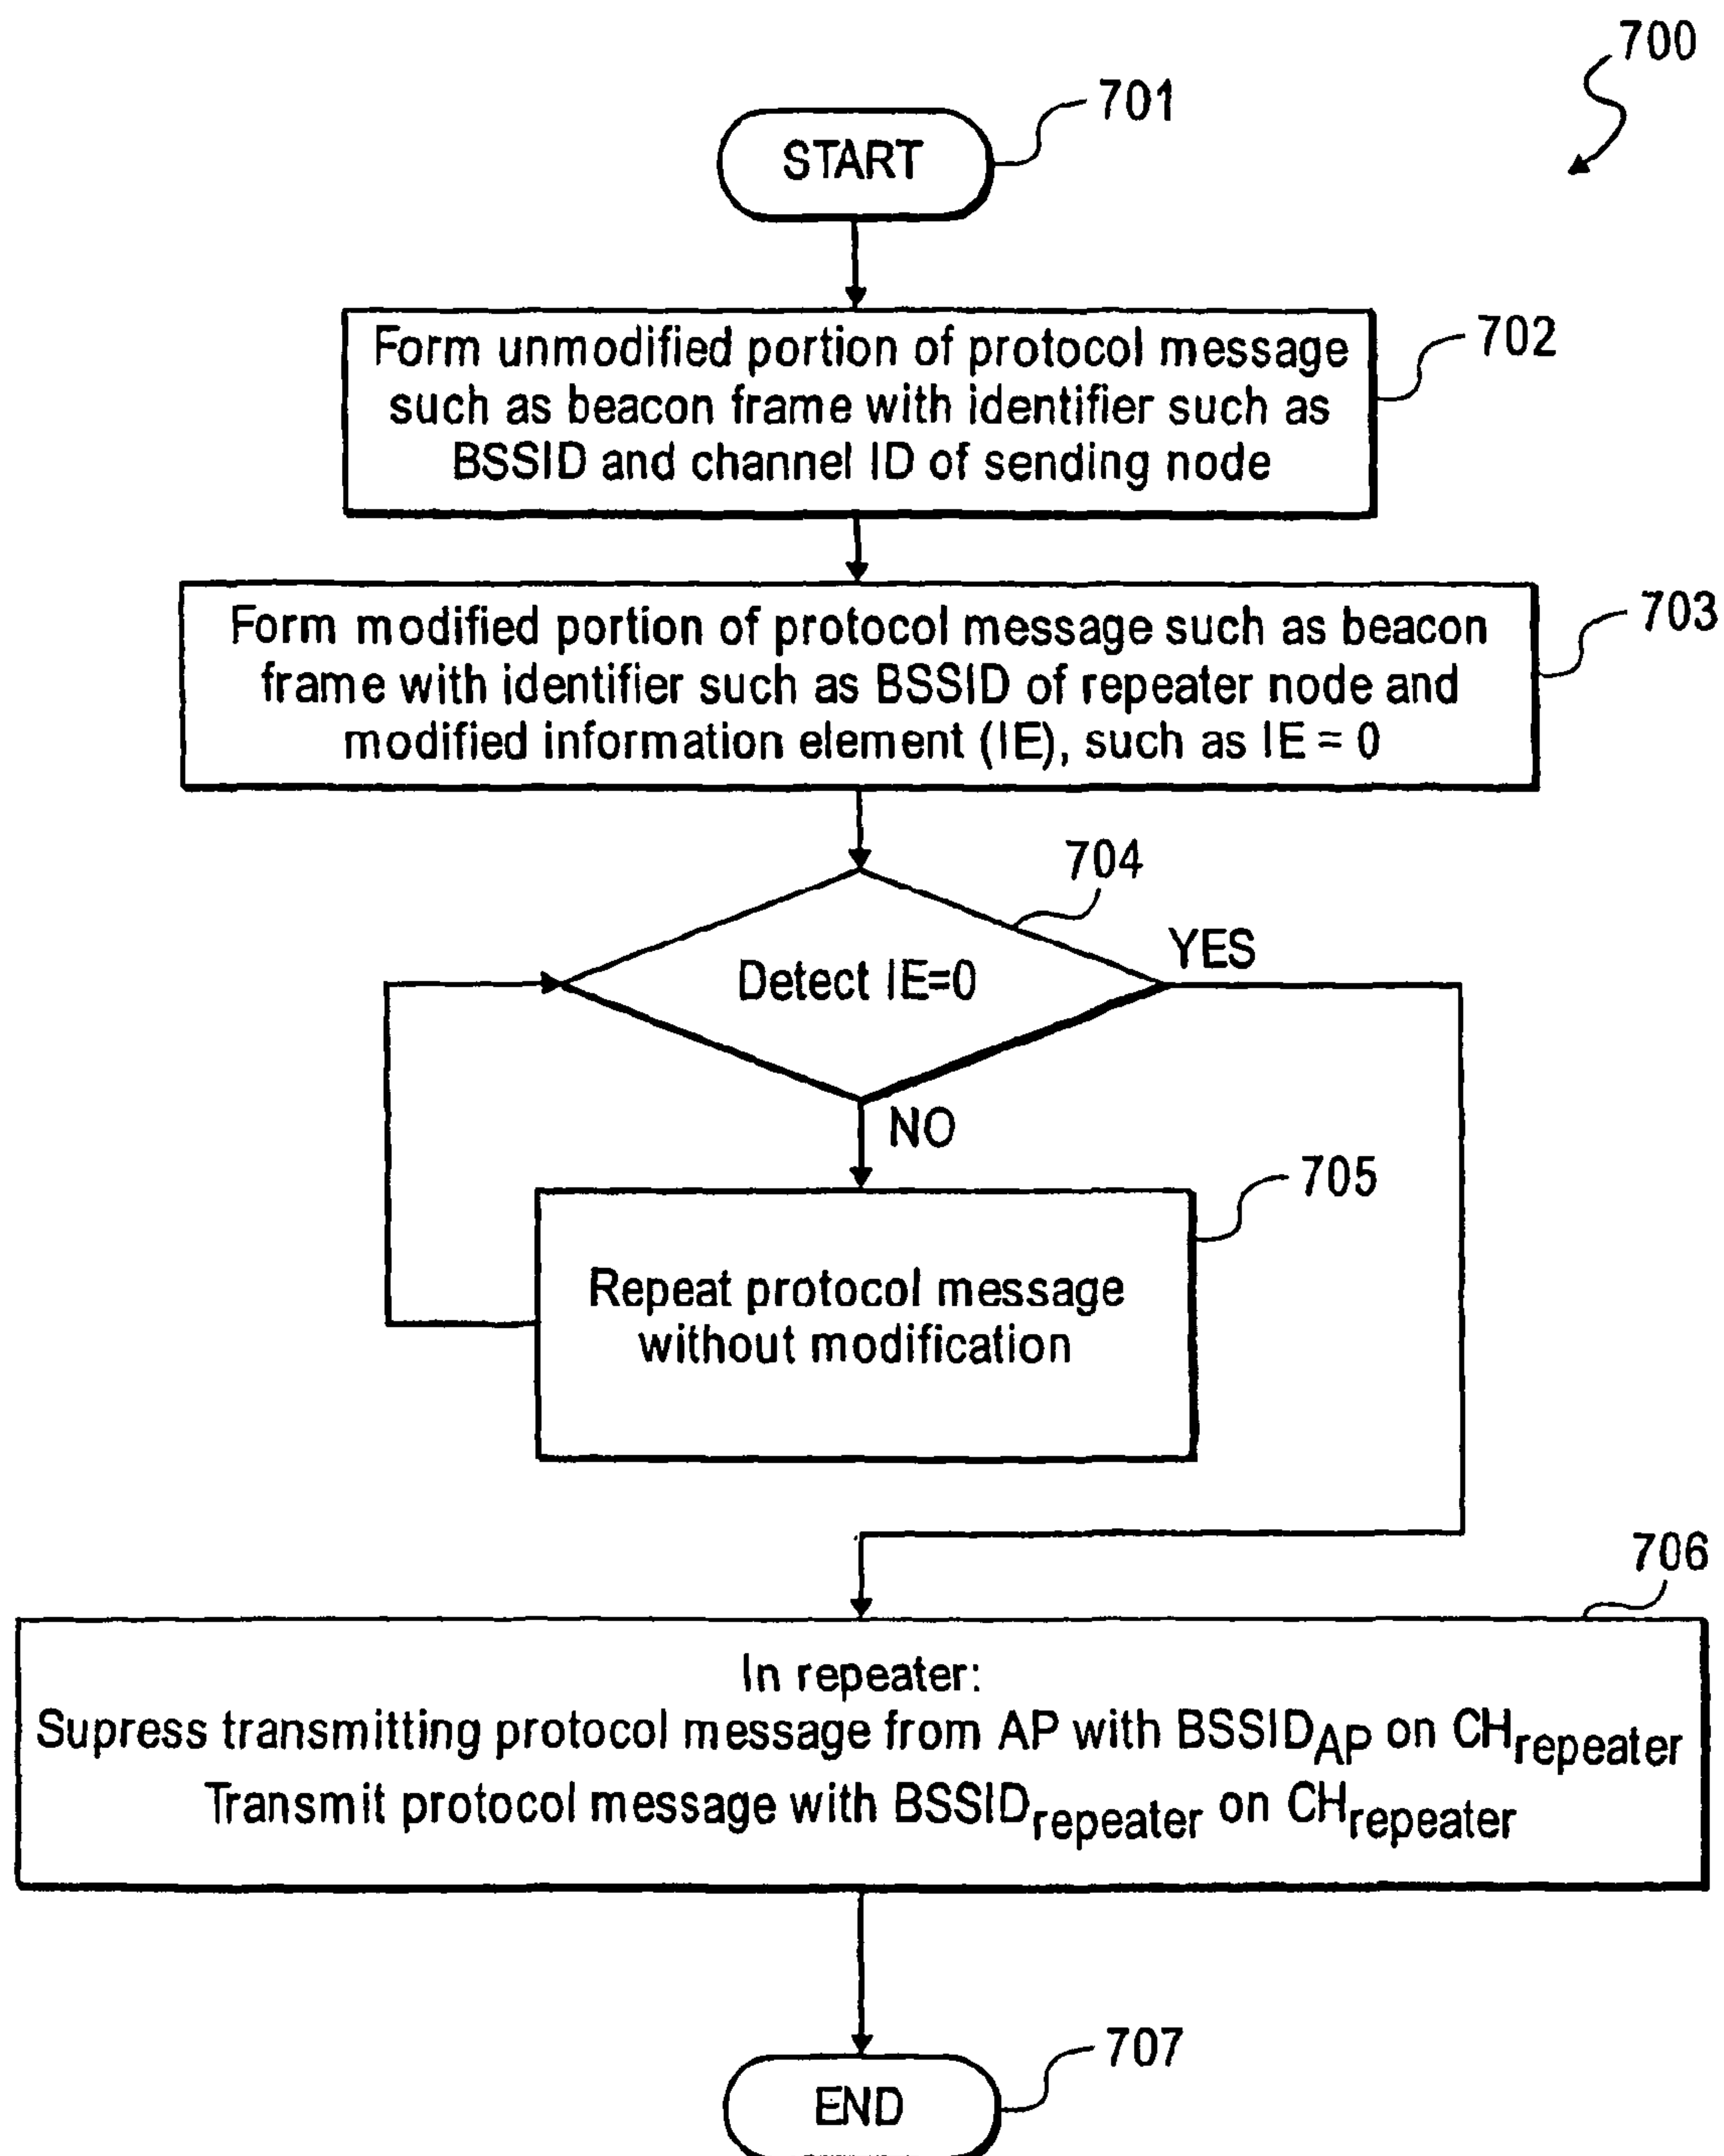 700
701
START
702
Form unmodified portion of protocol message
such as beacon frame with identifier such as
BSSID and channel ID of sending node
703
Form modified portion of protocol message such as beacon
frame with identifier such as BSSID of repeater node and
modified information element (IE), such as IE = 0
704
YES
Detect IE=0
NO
705
Repeat protocol message
without modification
706
In repeater:
Supress transmitting protocol message from AP with BSSIDAP on CHrepeater
Transmit protocol message with BSSIDrepeater on CHrepeater
707
END